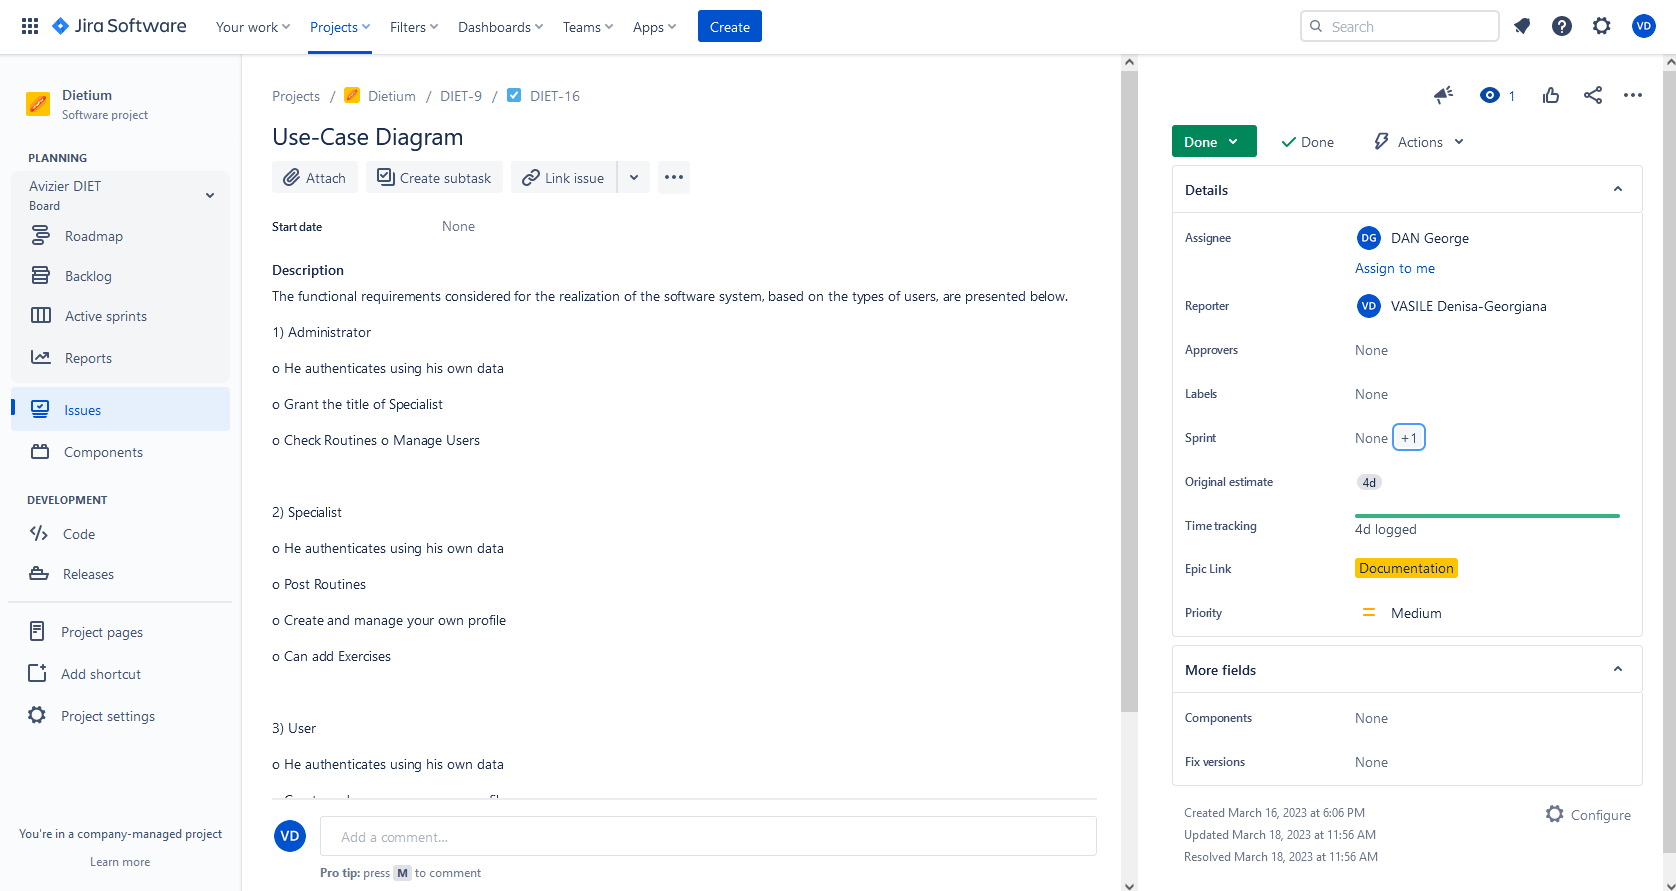 Jira Software Your work Projects Filters Dashboards Teams Apps Create Search VD
Dietium
Software project
PLANNING
Avizier DIET
Board
Roadmap
Backlog
Active sprints
Reports
Issues
Components
DEVELOPMENT
Code
Releases
Project pages
Add shortcut
Project settings
You're in a company-managed project
Learn more
Projects / Dietium / DIET-9 / DIET-16
Use-Case Diagram
Attach Create subtask Link issue
Start date None
Description
The functional requirements considered for the realization of the software system, based on the types of users, are presented below.
1) Administrator
o He authenticates using his own data
o Grant the title of Specialist
o Check Routines o Manage Users
2) Specialist
o He authenticates using his own data
o Post Routines
o Create and manage your own profile
o Can add Exercises
3) User
o He authenticates using his own data
VD Add a comment...
Pro tip: press M to comment
1
Done Done Actions
Details
Assignee DG DAN George
Assign to me
Reporter VD VASILE Denisa-Georgiana
Approvers None
Labels None
Sprint None +1
Original estimate 4d
Time tracking 4d logged
Epic Link Documentation
Priority Medium
More fields
Components None
Fix versions None
Created March 16, 2023 at 6:06 PM
Configure
Updated March 18, 2023 at 11:56 AM
Resolved March 18, 2023 at 11:56 AM